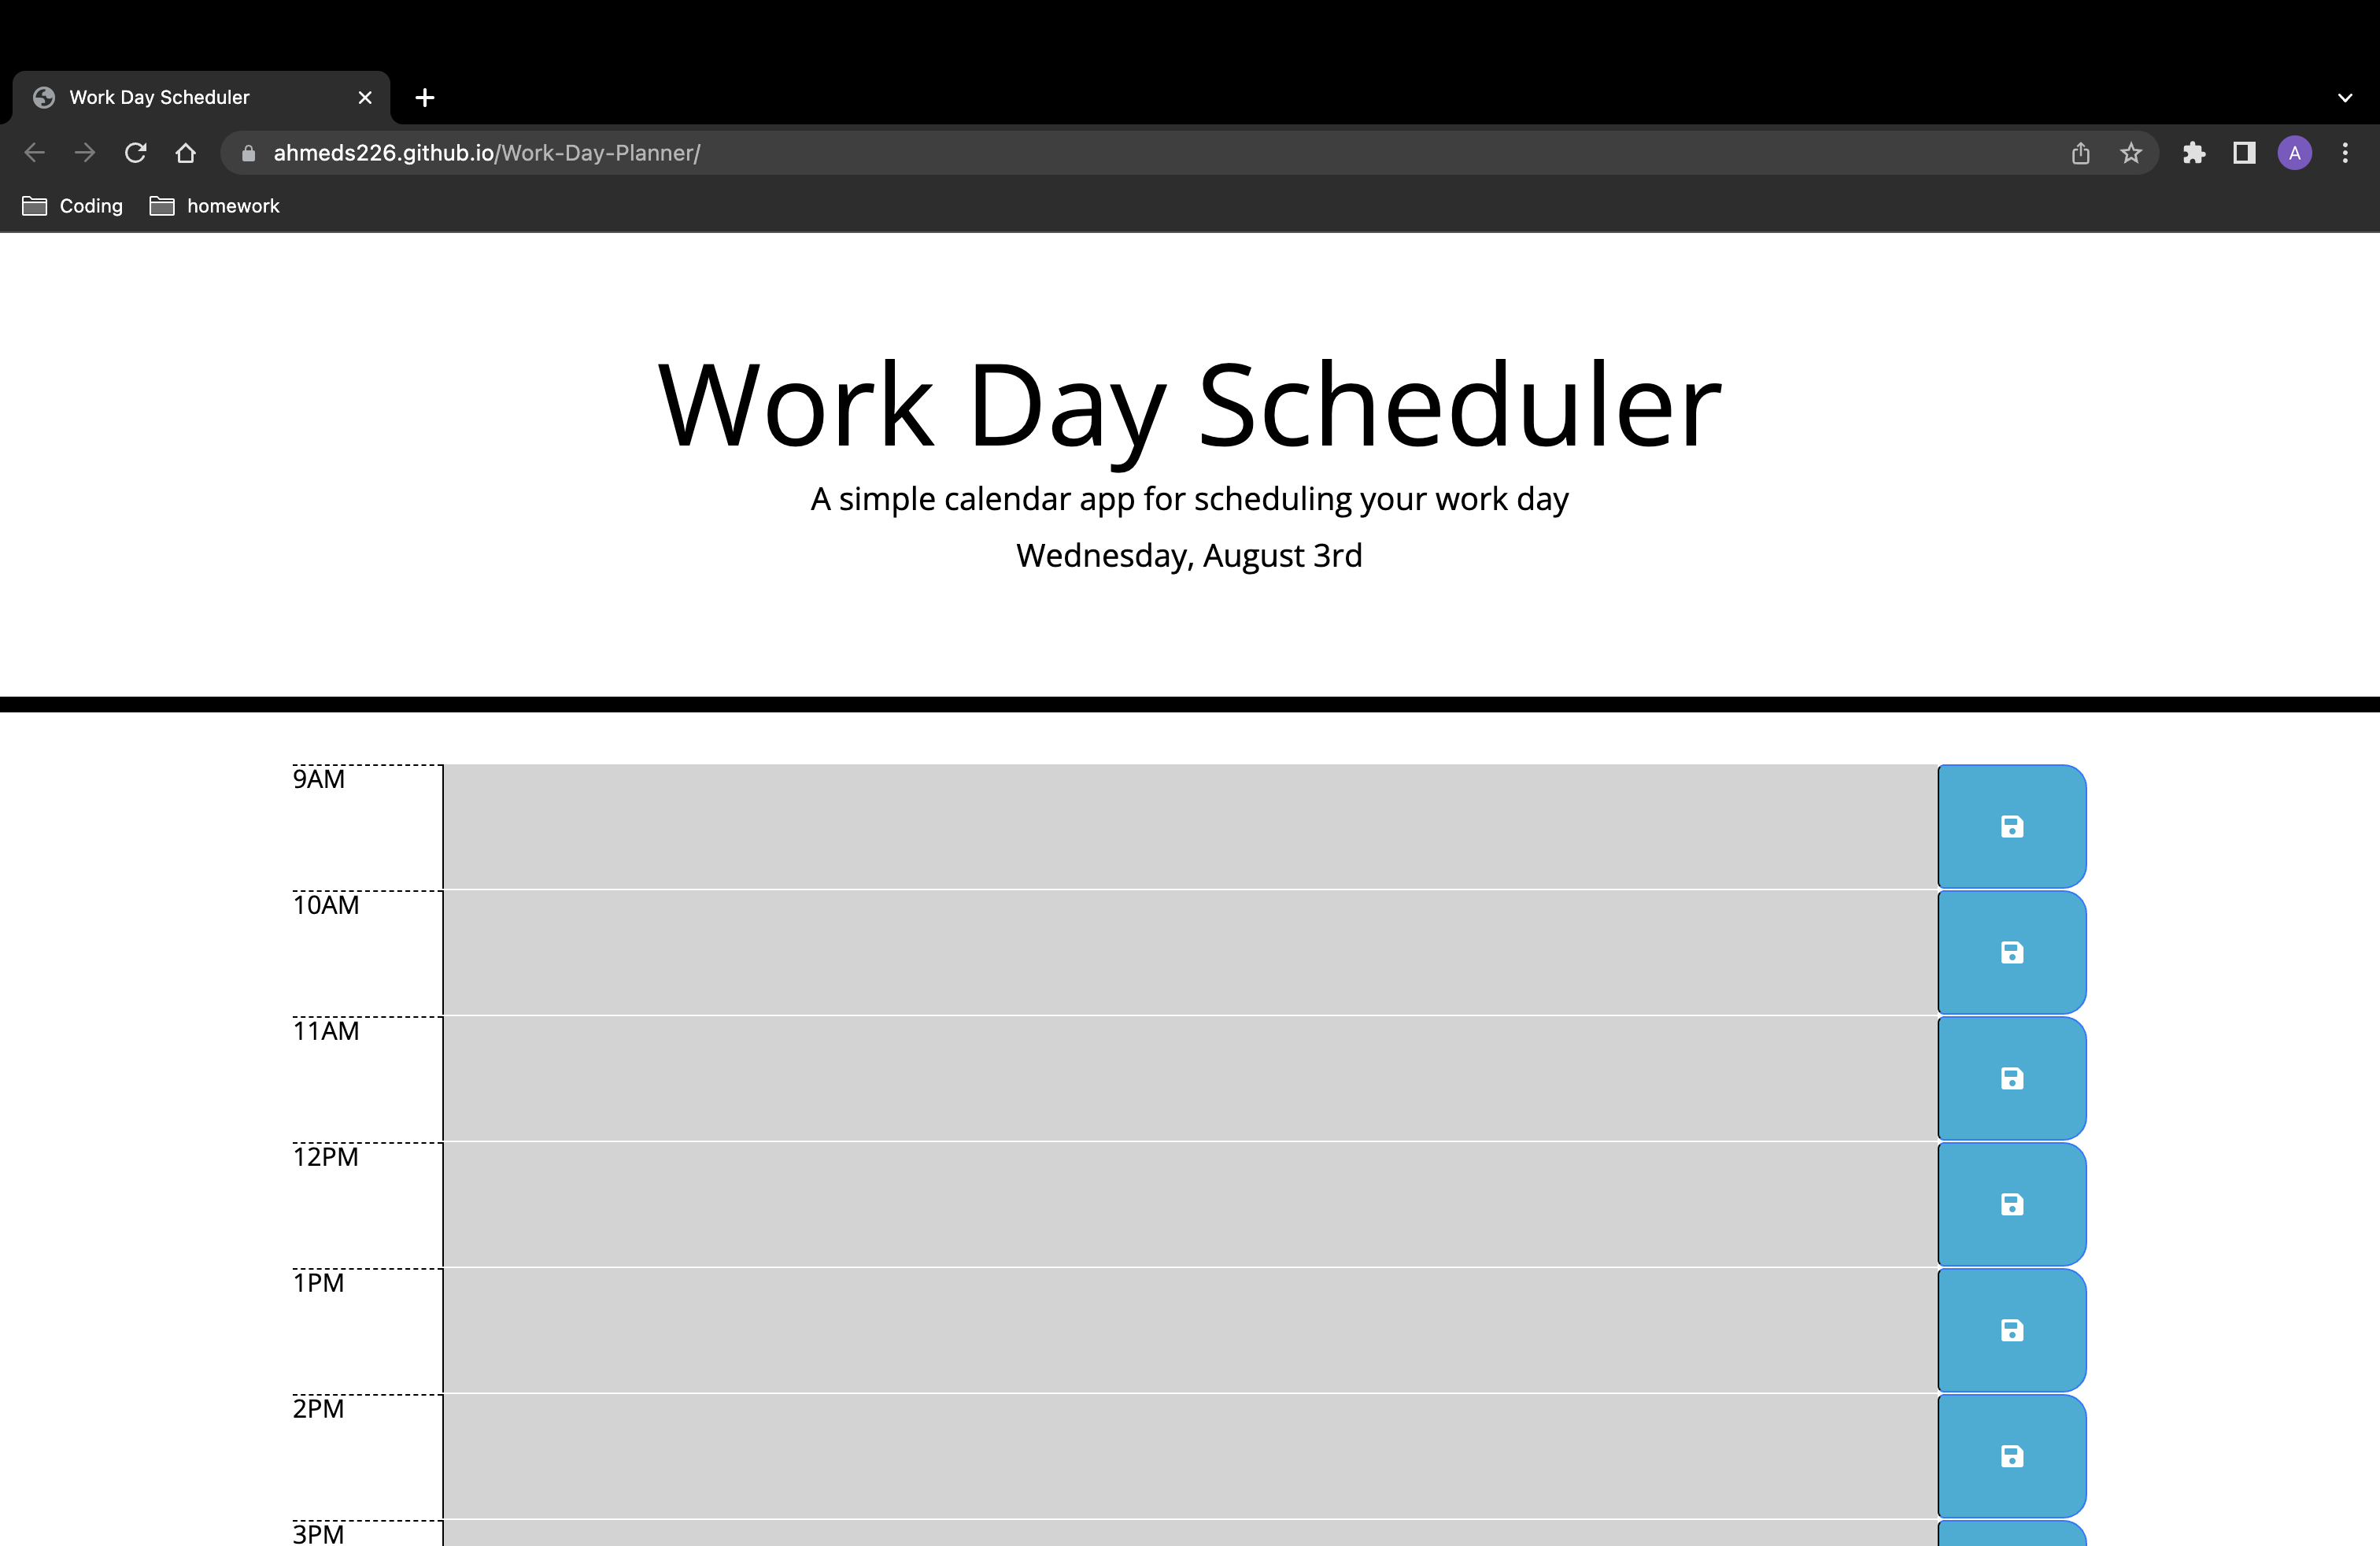 Work Day Scheduler
ahmeds226.github.io/Work-Day-Planner/
A
Coding
homework
Work Day Scheduler
A simple calendar app for scheduling your work day
Wednesday, August 3rd
9AM
10AM
11AM
12PM
1PM
2PM
3PM